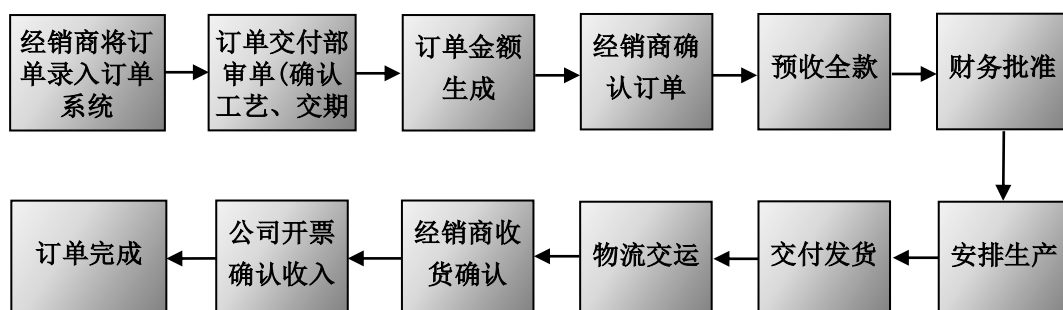 经销商将订
单录入订单
系统
订单交付部
审单(确认
工艺、交期
订单金额
生成
经销商确
认订单
预收全款
财务批准
安排生产
交付发货
物流交运
经销商收
货确认
公司开票
确认收入
订单完成